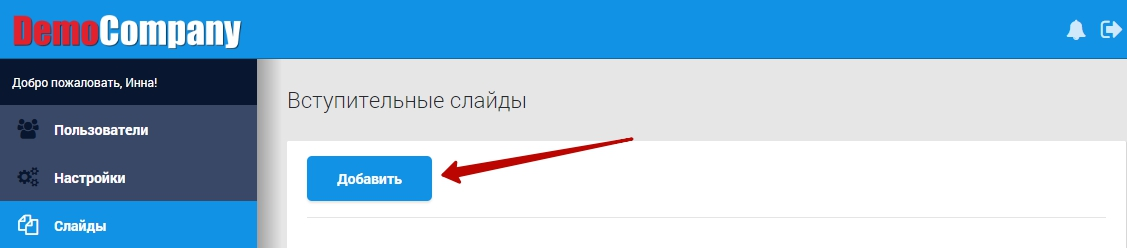 DemoCompany
Добро пожаловать, Инна!
Пользователи
Настройки
Слайды
Вступительные слайды
Добавить